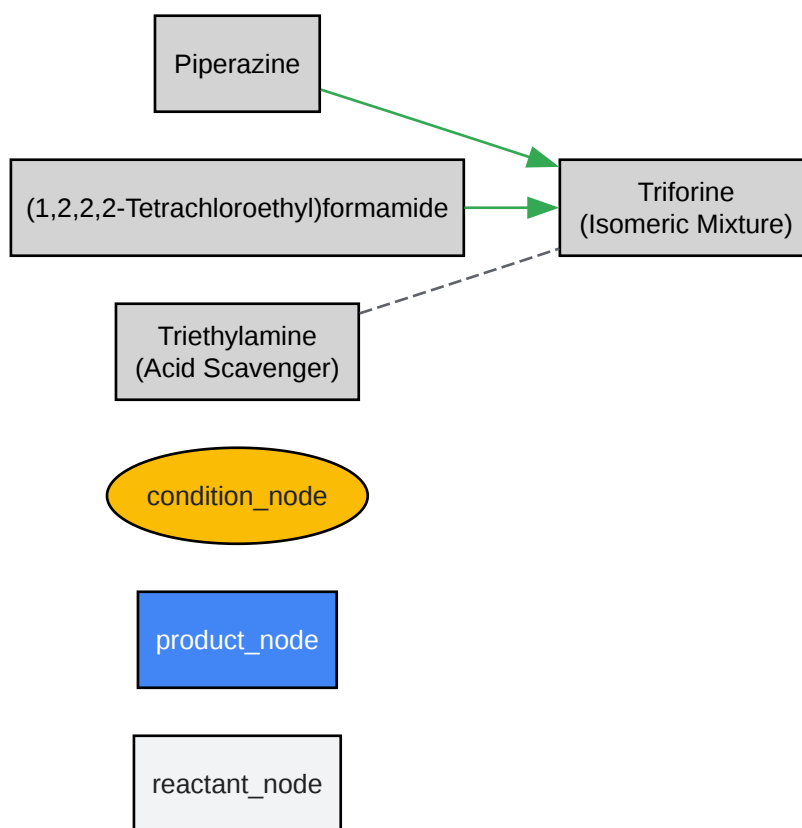 Piperazine
(1,2,2,2-Tetrachloroethyl)formamide
Triforine
(Isomeric Mixture)
Triethylamine
(Acid Scavenger)
condition_node
product_node
reactant_node